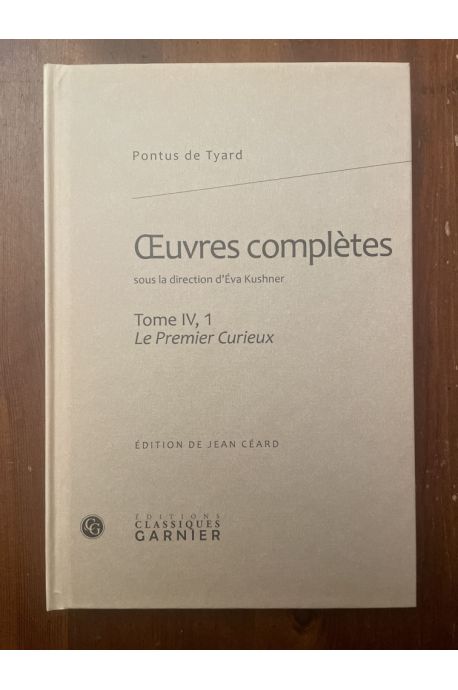 Pontus de Tyard
Œuvres complètes
sous la direction d'Éva Kushner
Tome IV, 1
Le Premier Curieux
ÉDITION DE JEAN CÉARD
CG
ÉDITIONS
CLASSIQUES
GARNIER